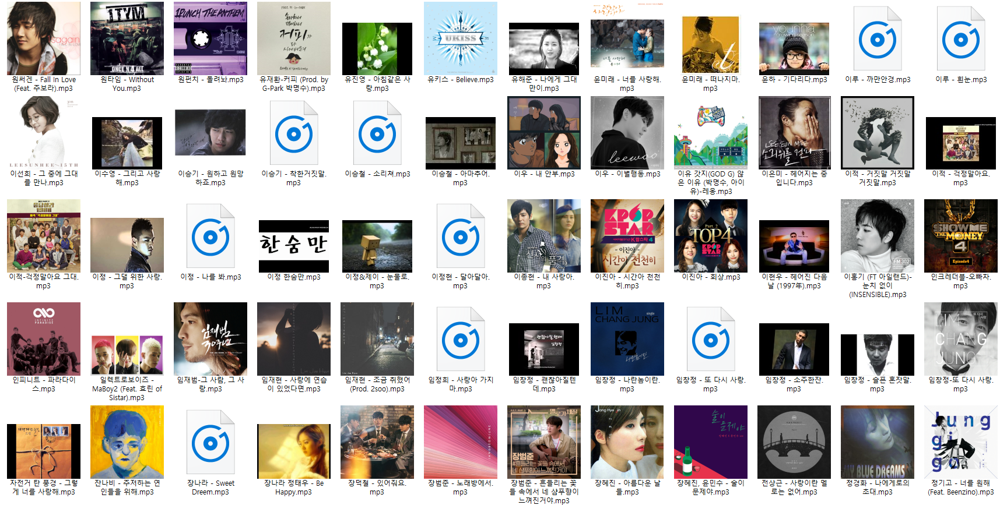 원써겐 - Fall In Love
(Feat. 주보라).mp3
원타임 - Without
You.mp3
원펀치 - 돌려놔.mp3
유재환-커피 (Prod. by
G-Park 박명수).mp3
유진영 - 아침같은 사
랑.mp3
유키스 - Believe.mp3
유해준 - 나에게 그대
만이.mp3
윤미래 - 너를 사랑해.
mp3
윤미래 - 떠나지마.
mp3
윤하 - 기다리다.mp3
이루 - 까만안경.mp3
이루 - 흰눈.mp3
이선희 - 그 중에 그대
를 만나.mp3
이수영 - 그리고 사랑
해.mp3
이승기 - 원하고 원망
하죠.mp3
이승기 - 착한거짓말.
mp3
이승철 - 소리쳐.mp3
이승철 - 아마추어.
mp3
이우 - 내 안부.mp3
이우 - 이별행동.mp3
이유 갓지(GOD G) 않
은 이유 (박명수, 아이
유)-레옹.mp3
이은미 - 헤어지는 중
입니다.mp3
이적 - 거짓말 거짓말
거짓말.mp3
이적 - 걱정말아요.
mp3
이적-걱정말아요 그대.
mp3
이정 - 그댈 위한 사랑.
mp3
이정 - 나를 봐.mp3
이정 한숨만.mp3
이정&제이 - 눈물로.
mp3
이정현 - 달아달아.
mp3
이종현 - 내 사랑아.
mp3
이진아 - 시간아 천천
히.mp3
이진아 - 회상.mp3
이현우 - 헤어진 다음
날 (1997年).mp3
이홍기 (FT 아일랜드)-
눈치 없이
(INSENSIBLE).mp3
인크레더블-오빠차.
mp3
인피니트 - 파라다이
스.mp3
일렉트로보이즈 -
MaBoy2 (Feat. 효린 of
Sistar).mp3
임재범-그 사람, 그 사
랑.mp3
임재현 - 사랑에 연습
이 있었다면.mp3
임재현 - 조금 취했어
(Prod. 2soo).mp3
임정희 - 사랑아 가지
마.mp3
임창정 - 괜찮아질텐
데.mp3
임창정 - 나란놈이란.
mp3
임창정 - 또 다시 사랑.
mp3
임창정 - 소주한잔.
mp3
임창정 - 슬픈 혼잣말.
mp3
임창정-또 다시 사랑.
mp3
자전거 탄 풍경 - 그렇
게 너를 사랑해.mp3
잔나비 - 주저하는 연
인들을 위해.mp3
장나라 - Sweet
Dreem.mp3
장나라 정태우 - Be
Happy.mp3
장덕철 - 있어줘요.
mp3
장범준 - 노래방에서.
mp3
장범준 - 흔들리는 꽃
들 속에서 네 샴푸향이
느껴진거야.mp3
장혜진 - 아름다운 날
들.mp3
장혜진, 윤민수 - 술이
문제야.mp3
전상근 - 사랑이란 멜
로는 없어.mp3
정경화 - 나에게로의
초대.mp3
정기고 - 너를 원해
(Feat. Beenzino).mp3